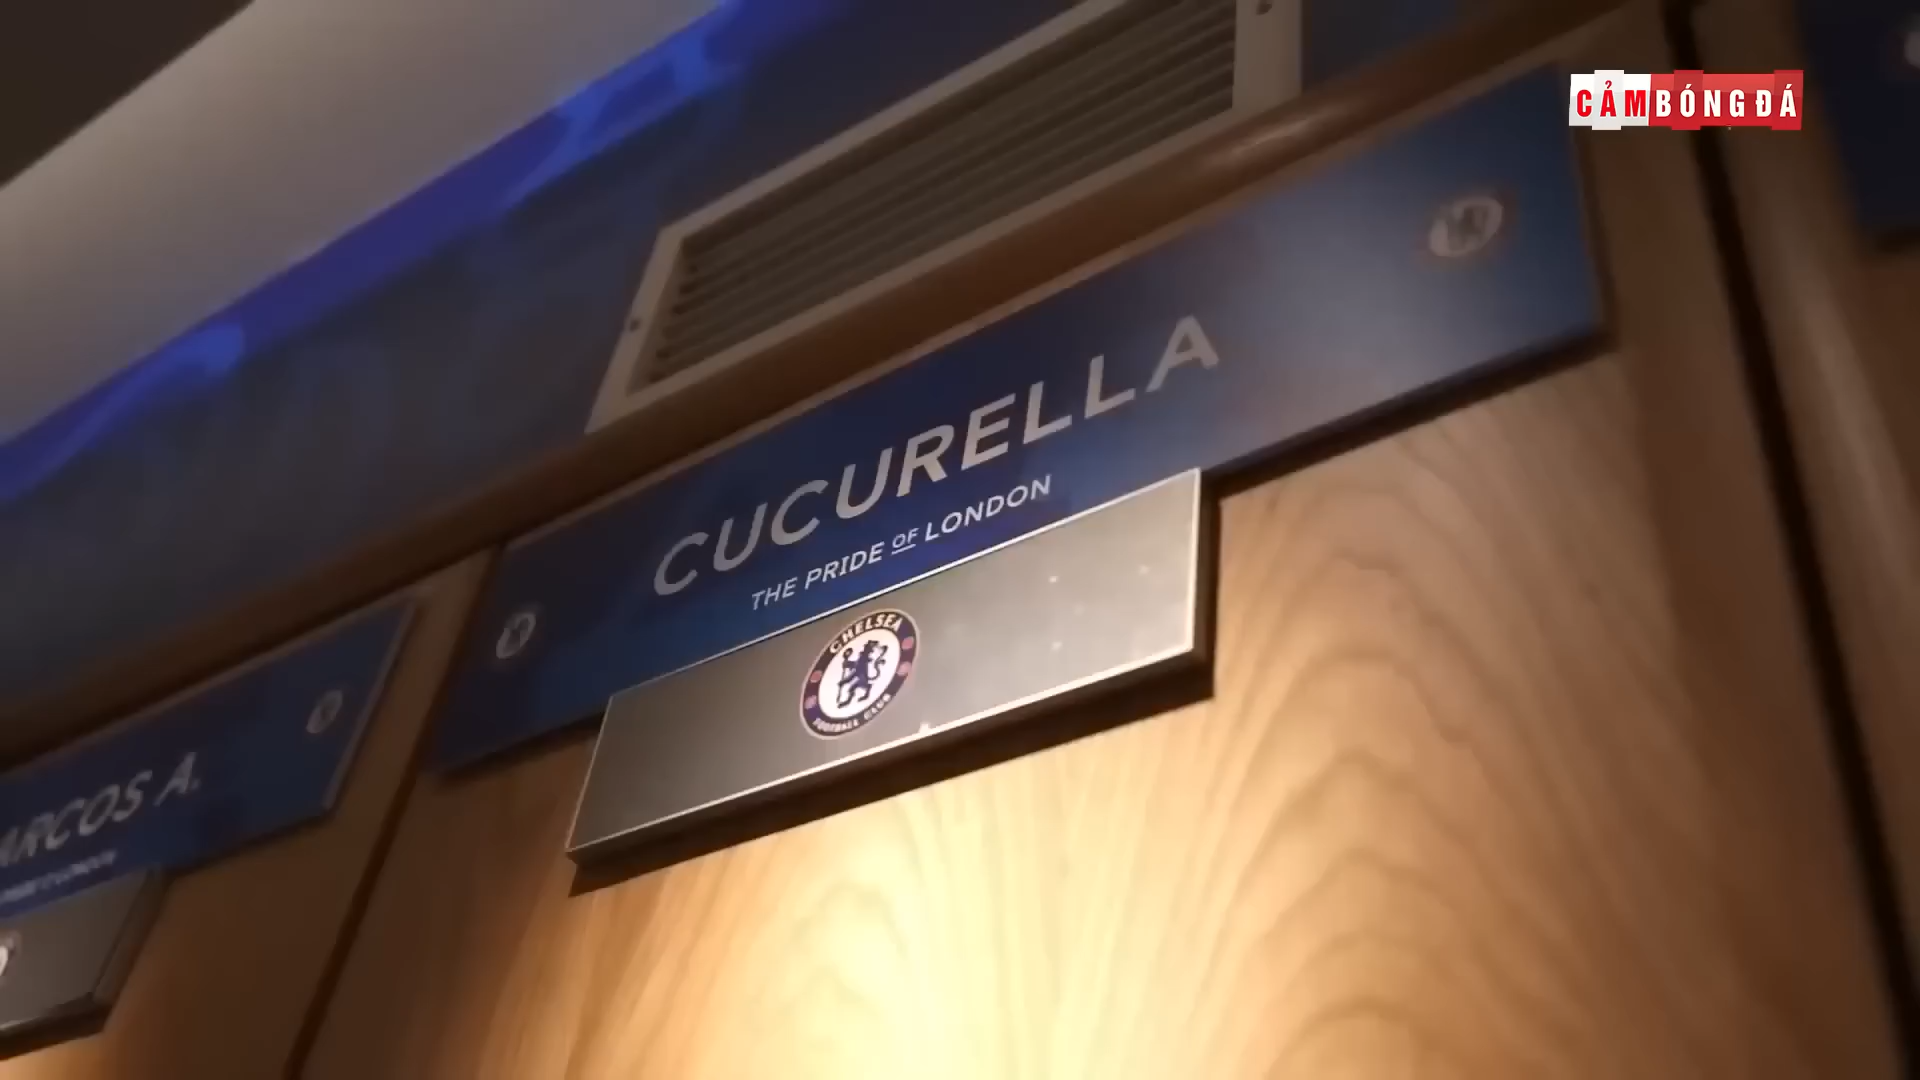 CẢMBÓNGĐÁ
CUCURELLA
THE PRIDE OF LONDON
CHELSEA
FOOTBALL CLUB
ARCOS A.